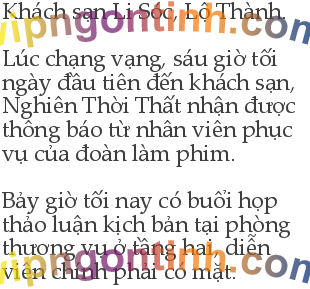 Khách sạn Li Sóc, Lộ Thành.
vipngontinh.com
Lúc chạng vạng, sáu giờ tối
ngày đầu tiên đến khách sạn,
Nghiên Thời Thất nhận được
thông báo từ nhân viên phục
vụ của đoàn làm phim.
Bảy giờ tối nay có buổi họp
thảo luận kịch bản tại phòng
thương vụ ở tầng hai, diễn
viên chính phải có mặt.
vipngontinh.com